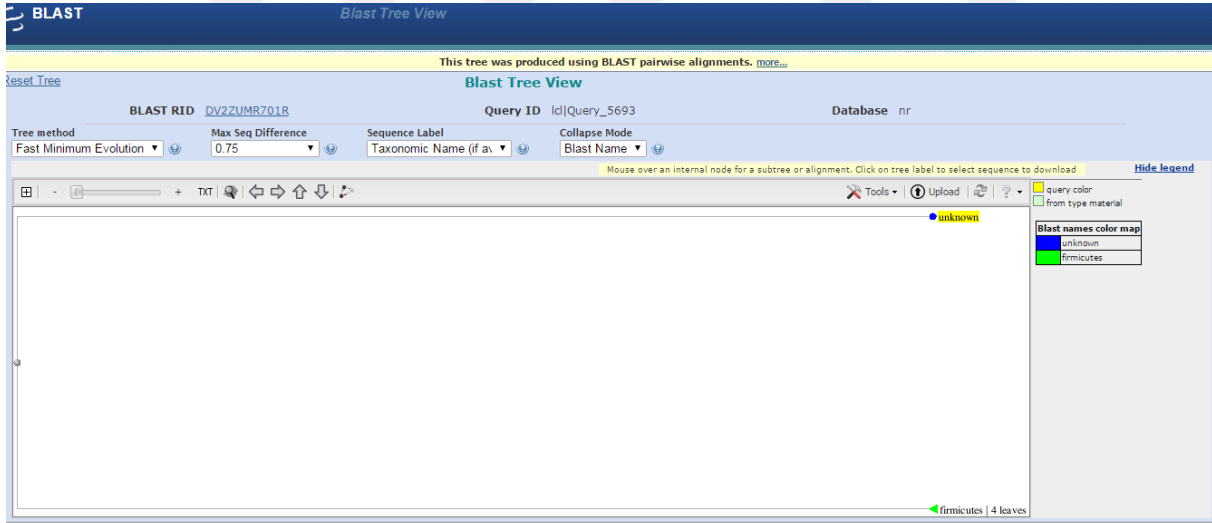 BLAST Blast Tree View
This tree was produced using BLAST pairwise alignments. more...
Reset Tree Blast Tree View
BLAST RID DV2ZUMR701R Query ID lcl|Query_5693 Database nr
Tree method Max Seq Difference Sequence Label Collapse Mode
Fast Minimum Evolution 0.75 Taxonomic Name (if av Blast Name
Mouse over an internal node for a subtree or alignment. Click on tree label to select sequence to download Hide legend
- + TXT Tools Upload ?
query color
from type material
unknown
Blast names color map
unknown
firmicutes
firmicutes | 4 leaves